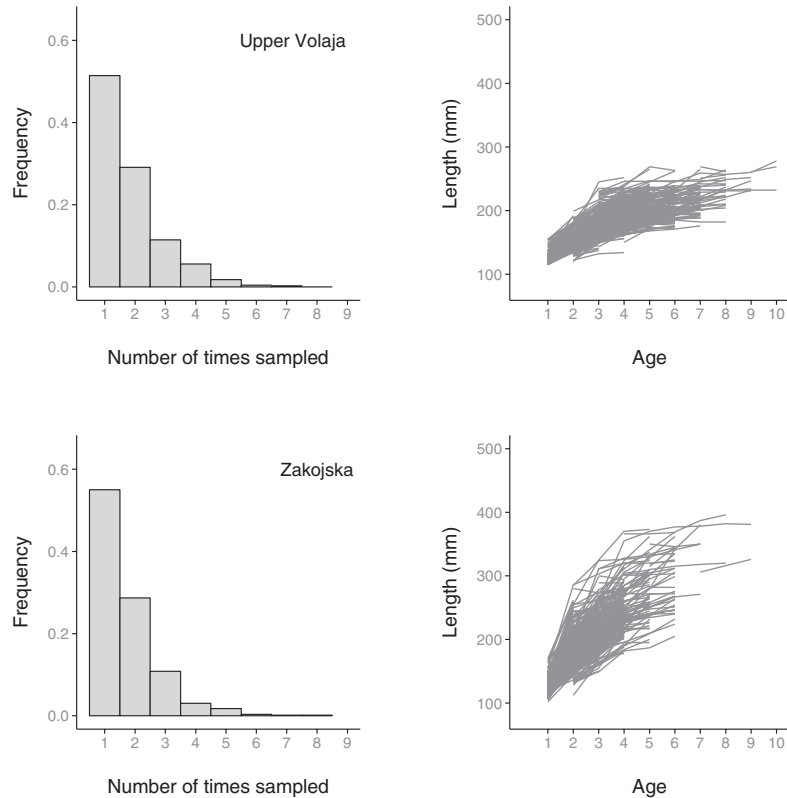 Upper Volaja
Frequency
0.6
0.4
0.2
0.0
1 2 3 4 5 6 7 8 9
Number of times sampled
Length (mm)
500
400
300
200
100
1 2 3 4 5 6 7 8 9 10
Age
Zakojska
Frequency
0.6
0.4
0.2
0.0
1 2 3 4 5 6 7 8 9
Number of times sampled
Length (mm)
500
400
300
200
100
1 2 3 4 5 6 7 8 9 10
Age